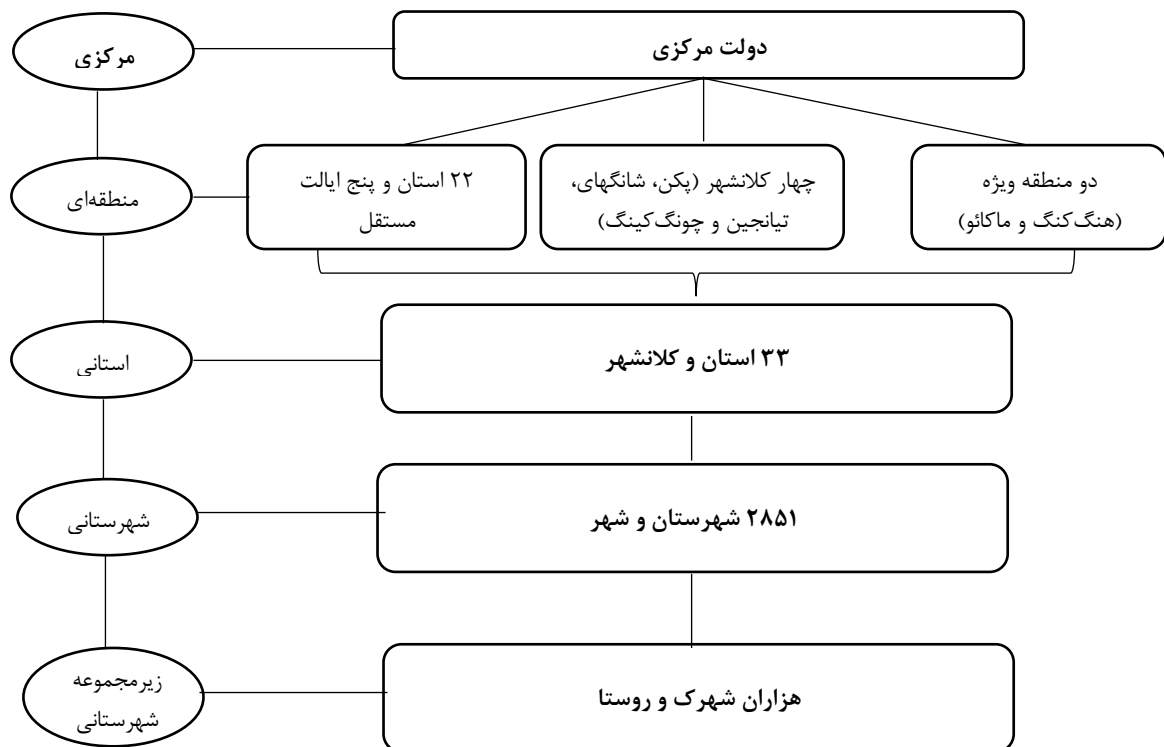 مرکزی
دولت مرکزی
منطقه‌ای
۲۲ استان و پنج ایالت
مستقل
چهار کلانشهر (پکن، شانگهای،
تیانجین و چونگ‌کینگ)
دو منطقه ویژه
(هنگ‌کنگ و ماکائو)
استانی
۳۳ استان و کلانشهر
شهرستانی
۲۸۵۱ شهرستان و شهر
زیرمجموعه
شهرستانی
هزاران شهرک و روستا